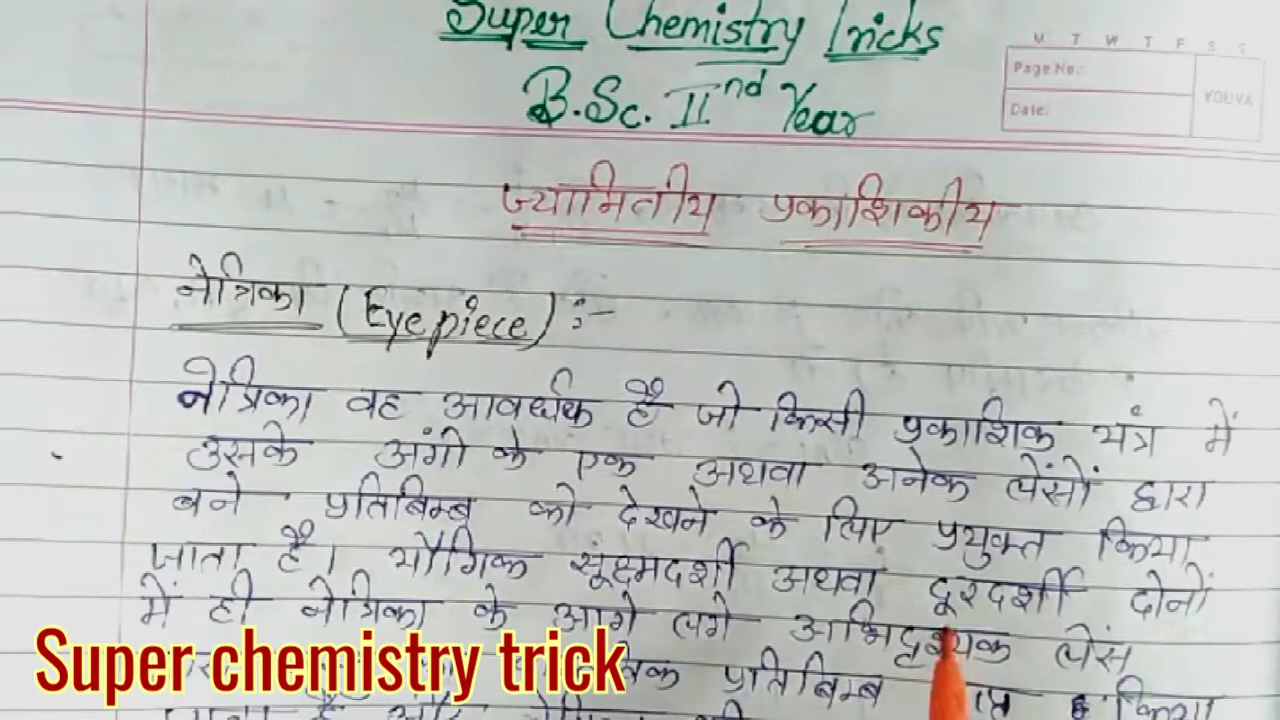 Super Chemistry Tricks
B.Sc. IInd Year
M T W T F S S
Page No.:
Date:
YOUVA
ज्यामितीय प्रकाशिकीय
नेत्रिका (Eyepiece) :-
नेत्रिका वह आवर्धक है जो किसी प्रकाशिक यंत्र में
उसके अंगो के एक अथवा अनेक लेंसों द्वारा
बने प्रतिबिम्ब को देखने के लिए प्रयुक्त किया
जाता है। यौगिक सूंक्ष्मदर्शी अथवा दूरदर्शी दोनों
में ही नेत्रिका के आगे लगे अभिदृश्यक लेंस
प्रतिबिम्ब किया
Super chemistry trick